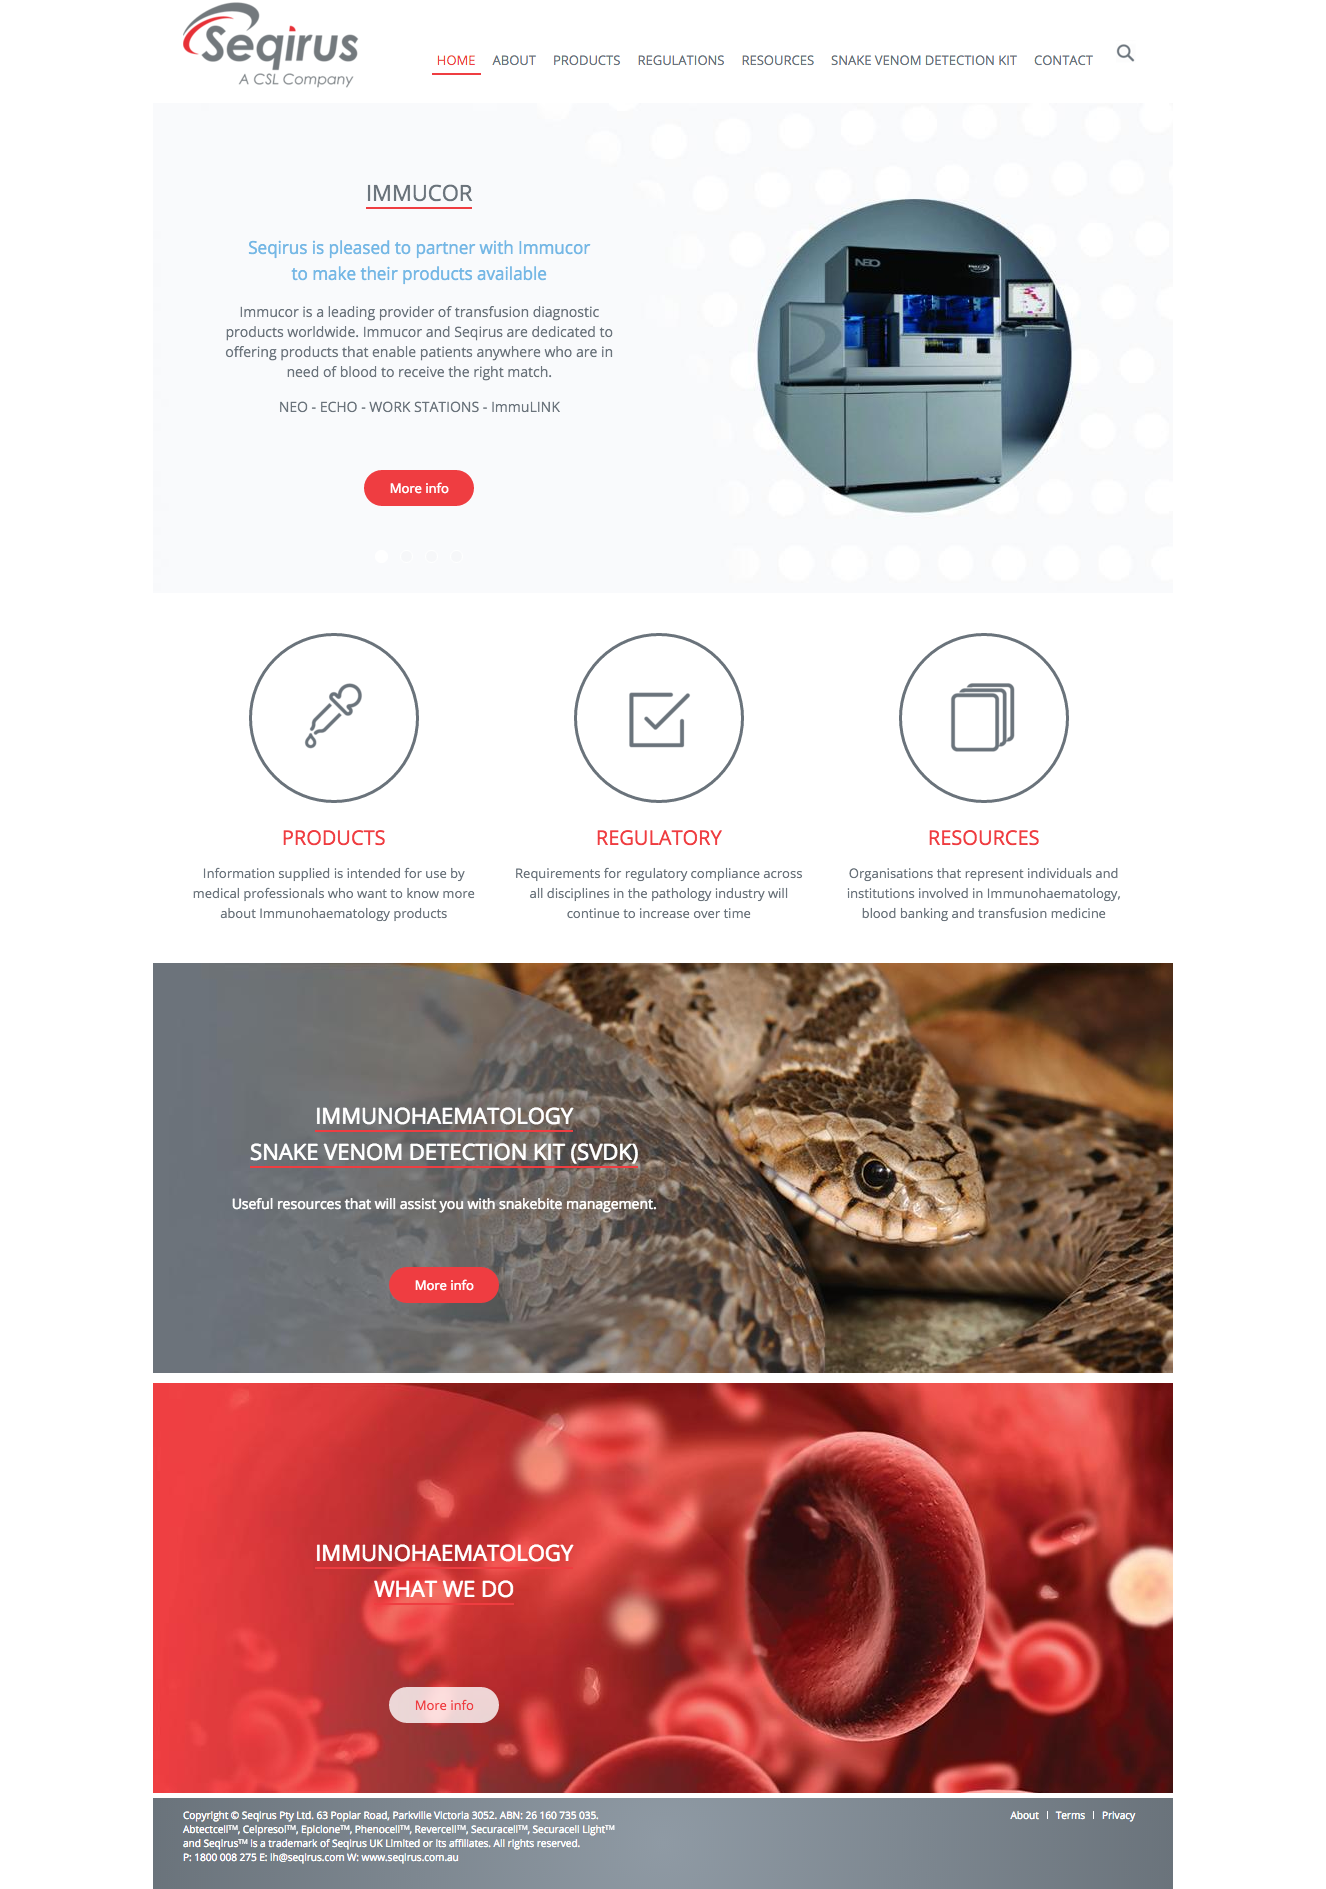 Seqirus
A CSL Company
HOME ABOUT PRODUCTS REGULATIONS RESOURCES SNAKE VENOM DETECTION KIT CONTACT
IMMUCOR
Seqirus is pleased to partner with Immucor
to make their products available
Immucor is a leading provider of transfusion diagnostic
products worldwide. Immucor and Seqirus are dedicated to
offering products that enable patients anywhere who are in
need of blood to receive the right match.
NEO - ECHO - WORK STATIONS - ImmuLINK
More info
NEO
PRODUCTS
Information supplied is intended for use by
medical professionals who want to know more
about Immunohaematology products
REGULATORY
Requirements for regulatory compliance across
all disciplines in the pathology industry will
continue to increase over time
RESOURCES
Organisations that represent individuals and
institutions involved in Immunohaematology,
blood banking and transfusion medicine
IMMUNOHAEMATOLOGY
SNAKE VENOM DETECTION KIT (SVDK)
Useful resources that will assist you with snakebite management.
More info
IMMUNOHAEMATOLOGY
WHAT WE DO
More info
Copyright © Seqirus Pty Ltd. 63 Poplar Road, Parkville Victoria 3052. ABN: 26 160 735 035.
Abtectcell™, Celpresol™, Epiclone™, Phenocell™, Revercell™, Securacell™, Securacell Light™
and Seqirus™ is a trademark of Seqirus UK Limited or its affiliates. All rights reserved.
P: 1800 008 275 E: ih@seqirus.com W: www.seqirus.com.au
About | Terms | Privacy